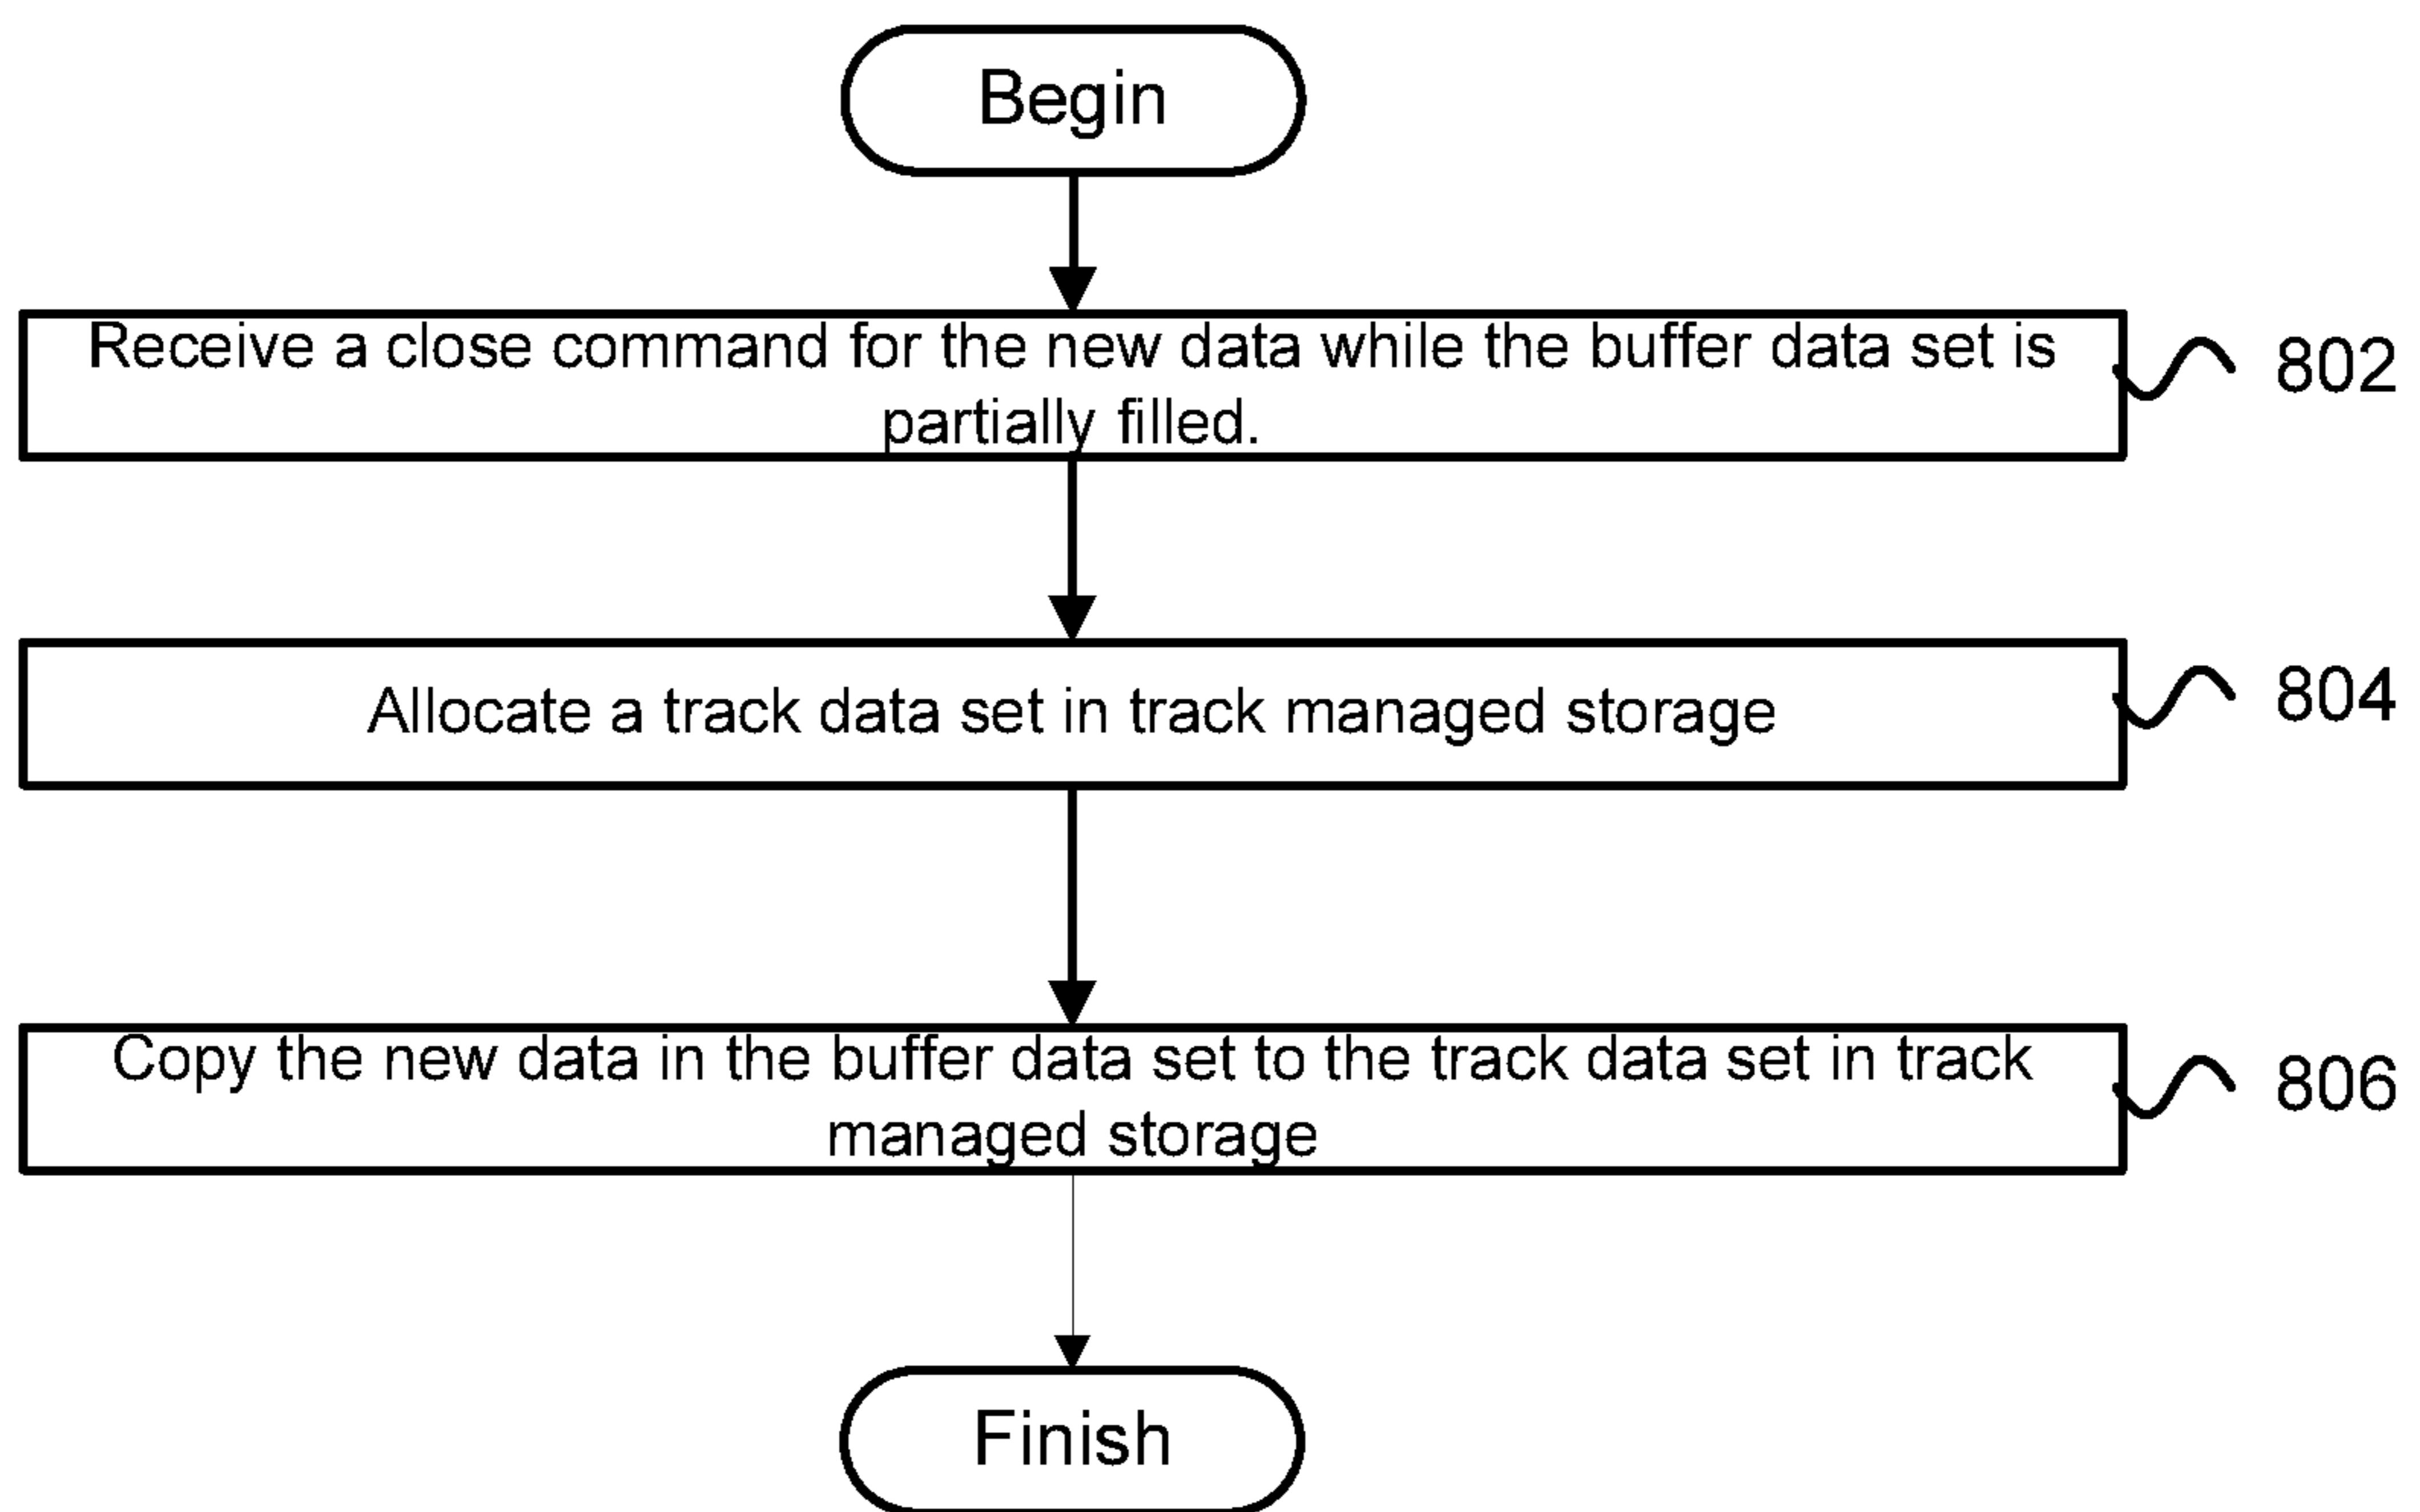 Begin
Receive a close command for the new data while the buffer data set is
partially filled.
802
Allocate a track data set in track managed storage
804
Copy the new data in the buffer data set to the track data set in track
managed storage
806
Finish